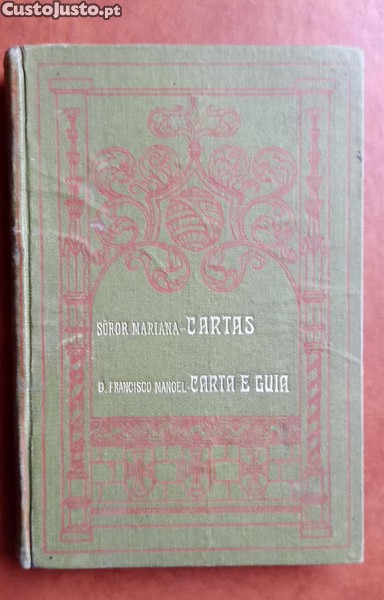 CustoJusto.pt
SÓROR MARIANA-CARTAS
D. FRANCISCO MANOEL-CARTA E GUIA